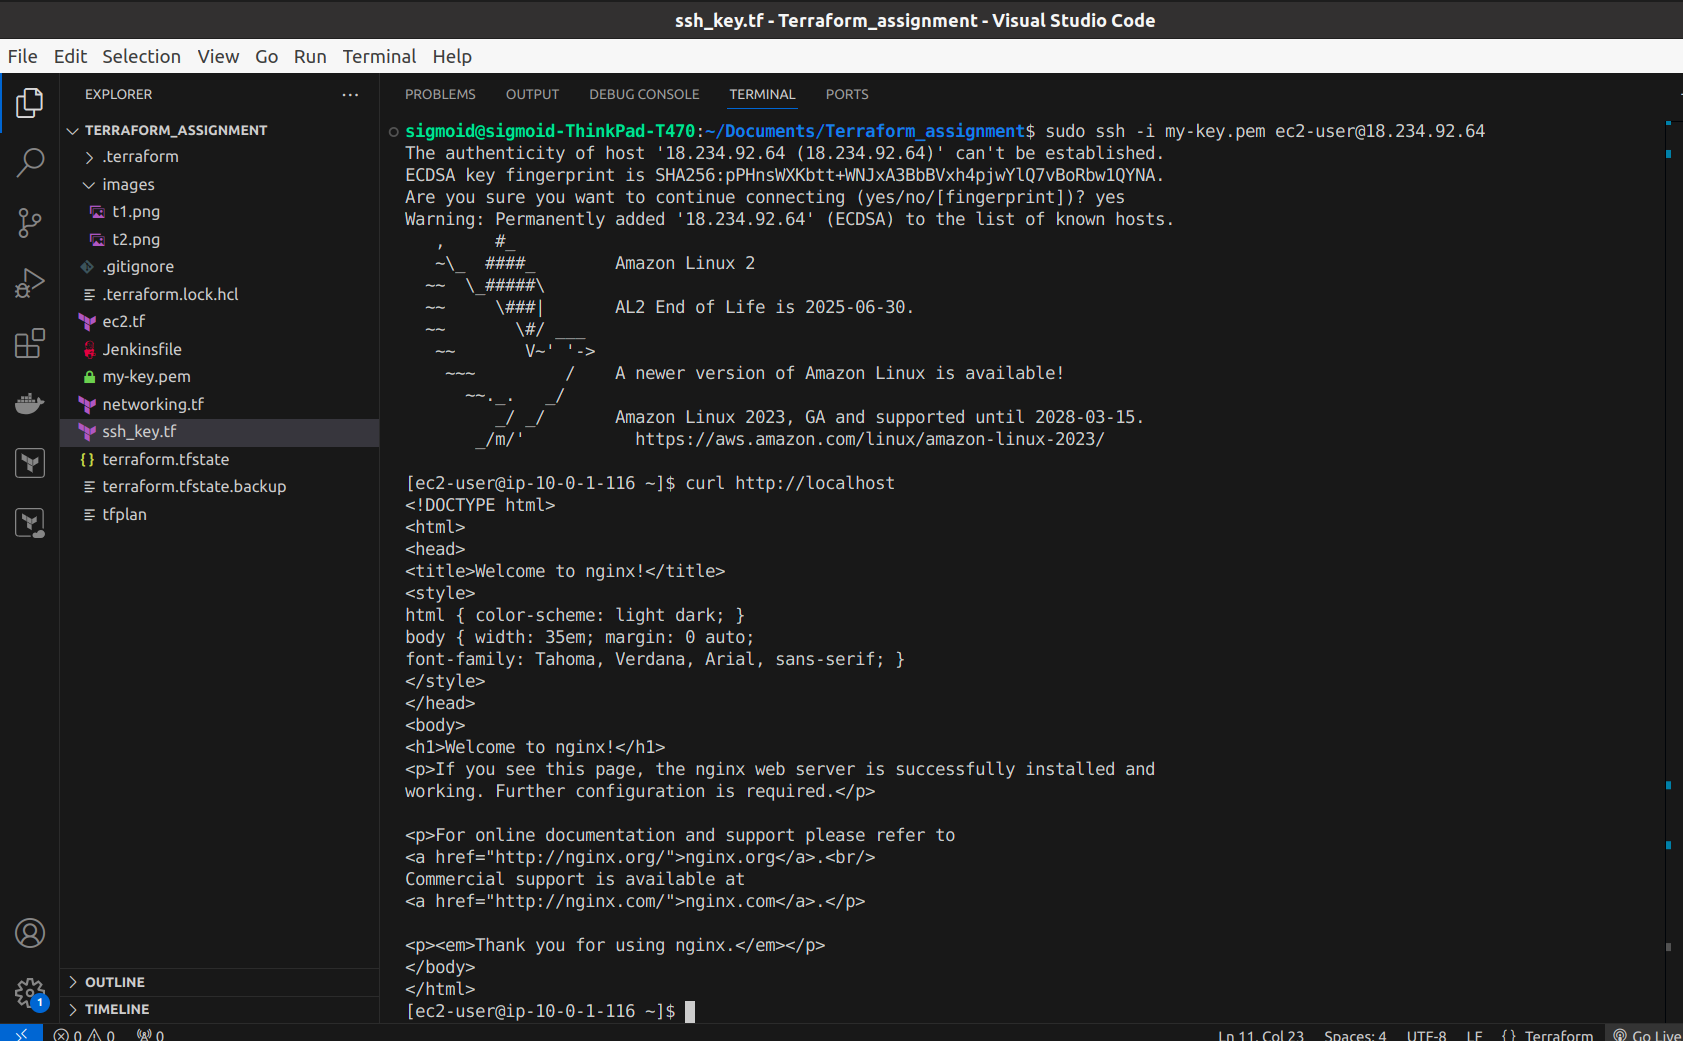 ssh_key.tf - Terraform_assignment - Visual Studio Code
File Edit Selection View Go Run Terminal Help
EXPLORER
TERRAFORM_ASSIGNMENT
.terraform
images
t1.png
t2.png
.gitignore
.terraform.lock.hcl
ec2.tf
Jenkinsfile
my-key.pem
networking.tf
ssh_key.tf
terraform.tfstate
terraform.tfstate.backup
tfplan
OUTLINE
TIMELINE
1
PROBLEMS OUTPUT DEBUG CONSOLE TERMINAL PORTS
sigmoid@sigmoid-ThinkPad-T470:~/Documents/Terraform_assignment$ sudo ssh -i my-key.pem ec2-user@18.234.92.64
The authenticity of host '18.234.92.64 (18.234.92.64)' can't be established.
ECDSA key fingerprint is SHA256:pPHnsWXKbtt+WNJxA3BbBVxh4pjwYlQ7vBoRbw1QYNA.
Are you sure you want to continue connecting (yes/no/[fingerprint])? yes
Warning: Permanently added '18.234.92.64' (ECDSA) to the list of known hosts.
   ,     #_
   ~\_  ####_        Amazon Linux 2
  ~~  \_#####\
  ~~     \###|       AL2 End of Life is 2025-06-30.
  ~~       \#/ ___
   ~~       V~' '->
    ~~~         /    A newer version of Amazon Linux is available!
      ~~._.   _/
         _/ _/       Amazon Linux 2023, GA and supported until 2028-03-15.
       _/m/'           https://aws.amazon.com/linux/amazon-linux-2023/
[ec2-user@ip-10-0-1-116 ~]$ curl http://localhost
<!DOCTYPE html>
<html>
<head>
<title>Welcome to nginx!</title>
<style>
html { color-scheme: light dark; }
body { width: 35em; margin: 0 auto;
font-family: Tahoma, Verdana, Arial, sans-serif; }
</style>
</head>
<body>
<h1>Welcome to nginx!</h1>
<p>If you see this page, the nginx web server is successfully installed and
working. Further configuration is required.</p>
<p>For online documentation and support please refer to
<a href="http://nginx.org/">nginx.org</a>.<br/>
Commercial support is available at
<a href="http://nginx.com/">nginx.com</a>.</p>
<p><em>Thank you for using nginx.</em></p>
</body>
</html>
[ec2-user@ip-10-0-1-116 ~]$
0 0 0 Ln 11, Col 23 Spaces: 4 UTF-8 LF {} Terraform Go Live